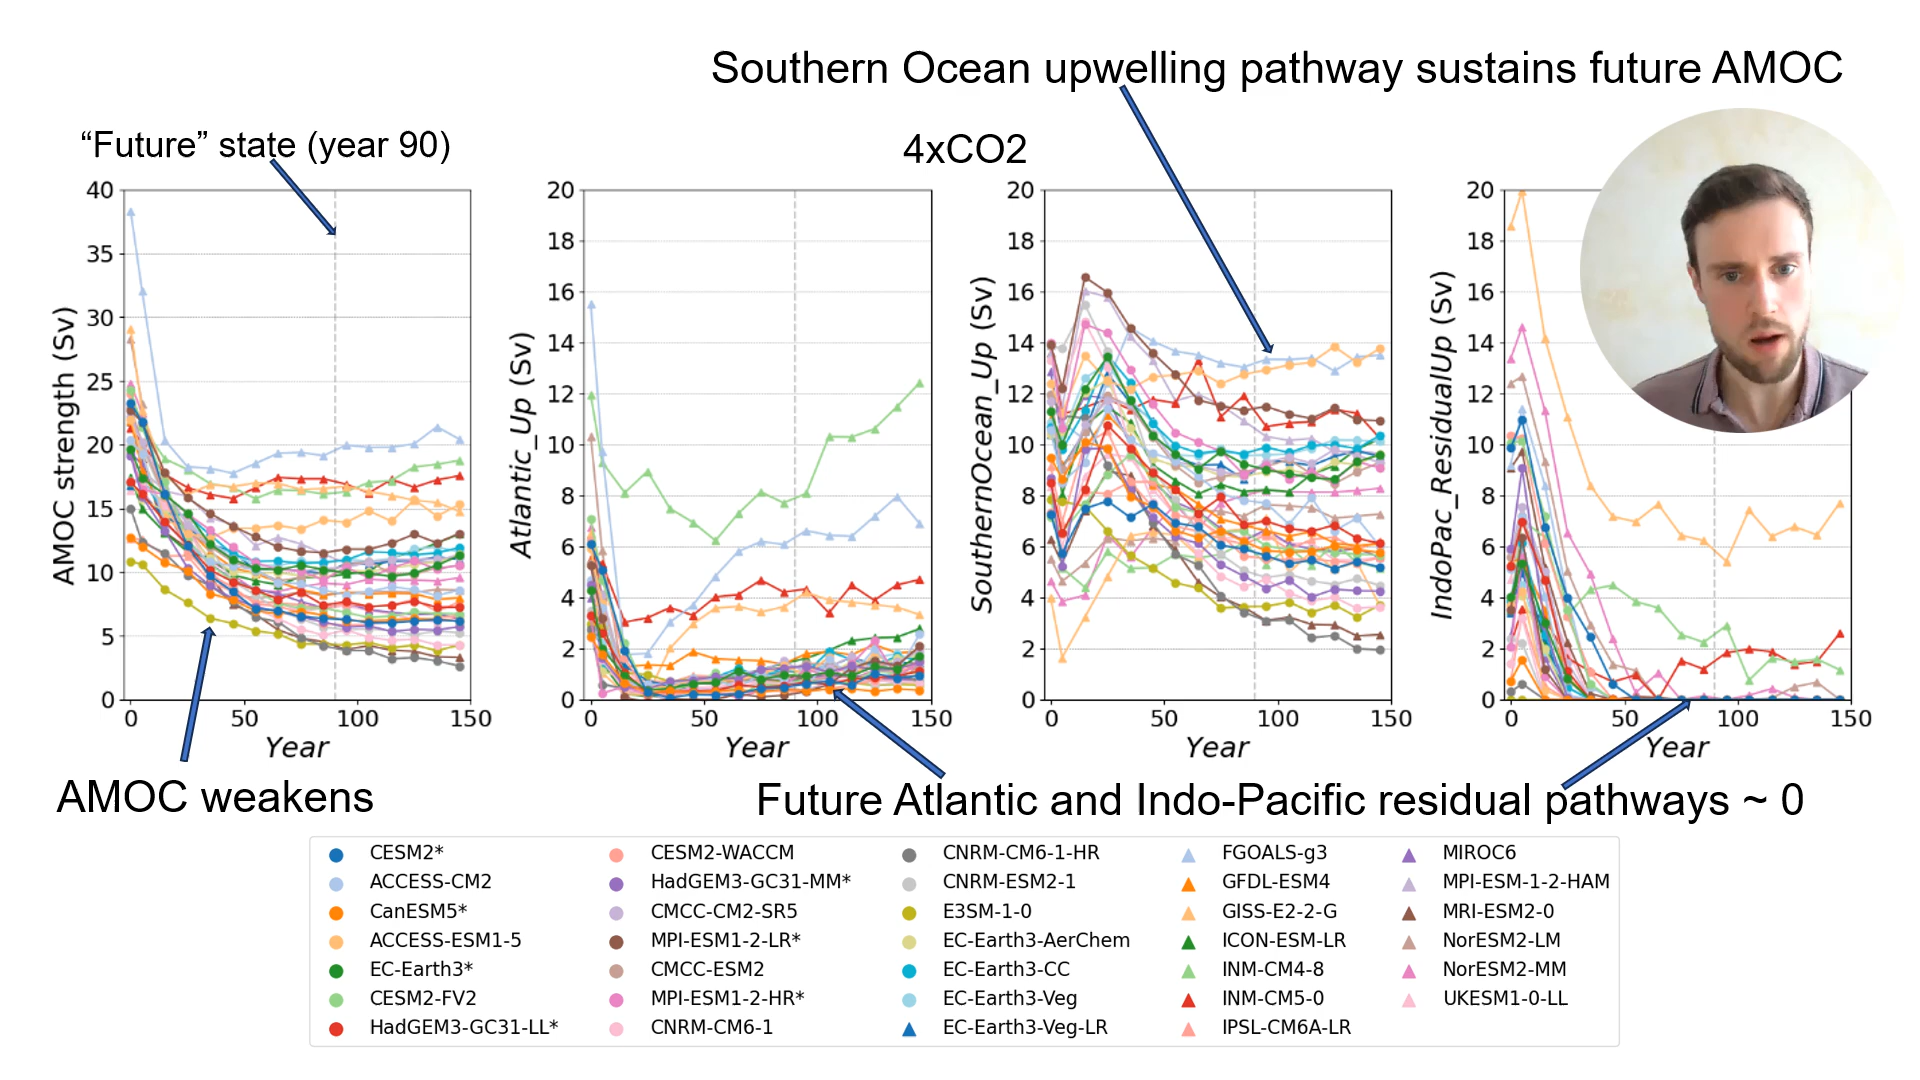 Southern Ocean upwelling pathway sustains future AMOC
“Future” state (year 90)
4xCO2
40
35
30
25
20
15
10
5
0
0
50
100
150
AMOC strength (Sv)
Year
20
18
16
14
12
10
8
6
4
2
0
0
50
100
150
Atlantic_Up (Sv)
Year
20
18
16
14
12
10
8
6
4
2
0
0
50
100
150
SouthernOcean_Up (Sv)
Year
20
18
16
14
12
10
8
6
4
2
0
0
50
100
150
IndoPac_ResidualUp (Sv)
Year
AMOC weakens
Future Atlantic and Indo-Pacific residual pathways ~ 0
CESM2*
ACCESS-CM2
CanESM5*
ACCESS-ESM1-5
EC-Earth3*
CESM2-FV2
HadGEM3-GC31-LL*
CESM2-WACCM
HadGEM3-GC31-MM*
CMCC-CM2-SR5
MPI-ESM1-2-LR*
CMCC-ESM2
MPI-ESM1-2-HR*
CNRM-CM6-1
CNRM-CM6-1-HR
CNRM-ESM2-1
E3SM-1-0
EC-Earth3-AerChem
EC-Earth3-CC
EC-Earth3-Veg
EC-Earth3-Veg-LR
FGOALS-g3
GFDL-ESM4
GISS-E2-2-G
ICON-ESM-LR
INM-CM4-8
INM-CM5-0
IPSL-CM6A-LR
MIROC6
MPI-ESM-1-2-HAM
MRI-ESM2-0
NorESM2-LM
NorESM2-MM
UKESM1-0-LL